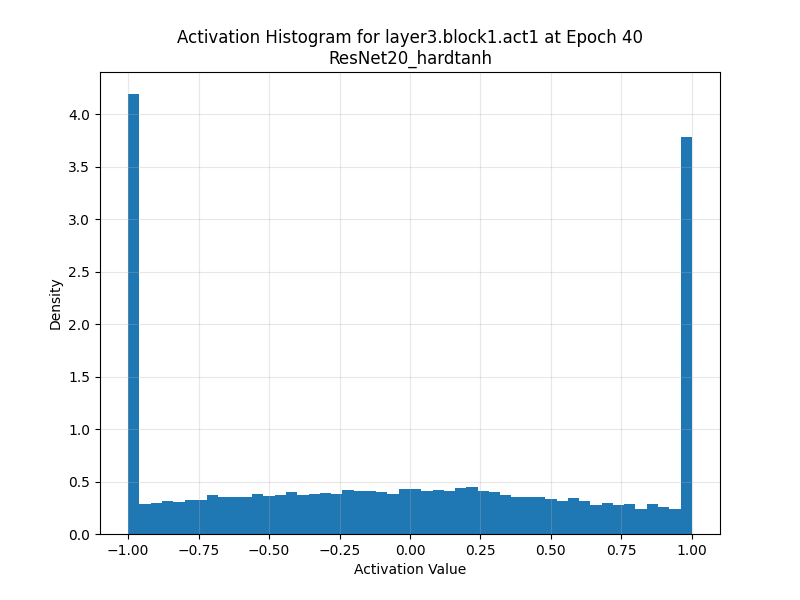 Activation Histogram for layer3.block1.act1 at Epoch 40
ResNet20_hardtanh
4.0
3.5
3.0
2.5
2.0
1.5
1.0
0.5
0.0
Density
−1.00 −0.75 −0.50 −0.25 0.00 0.25 0.50 0.75 1.00
Activation Value